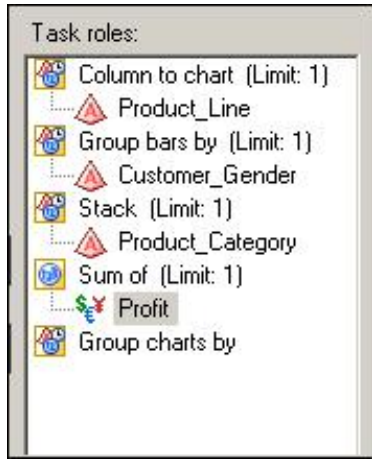 Task roles:
Column to chart (Limit: 1)
Product_Line
Group bars by (Limit: 1)
Customer_Gender
Stack (Limit: 1)
Product_Category
Sum of (Limit: 1)
Profit
Group charts by